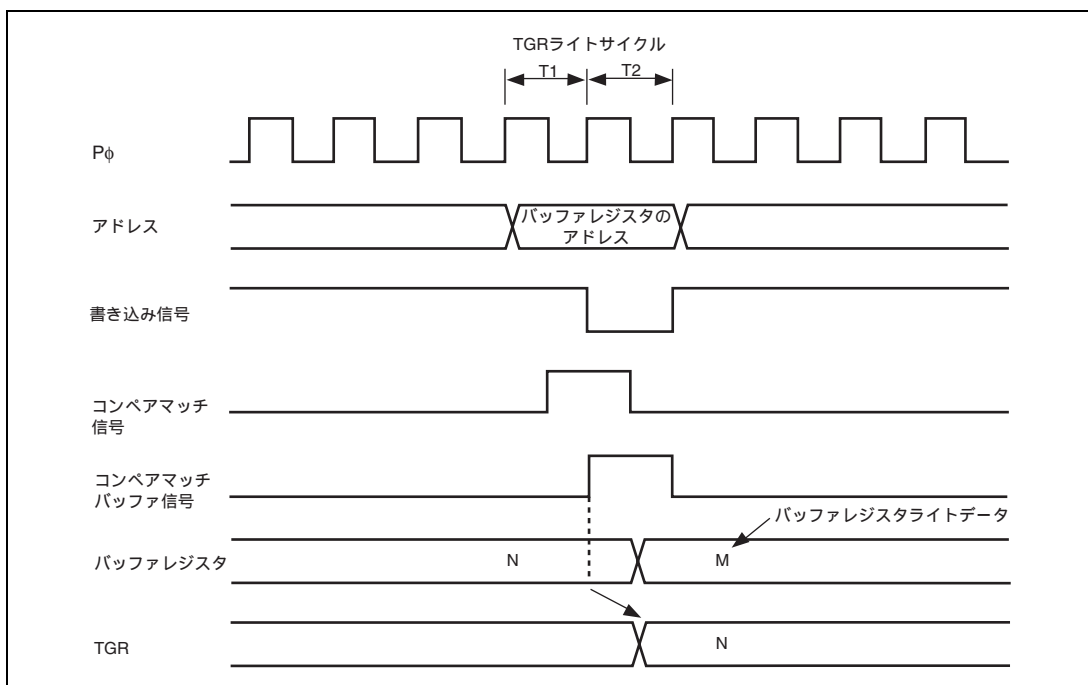 TGRライトサイクル
T1
T2
Pφ
アドレス
バッファレジスタの
アドレス
書き込み信号
コンペアマッチ
信号
コンペアマッチ
バッファ信号
バッファレジスタライトデータ
バッファレジスタ
N
M
TGR
N